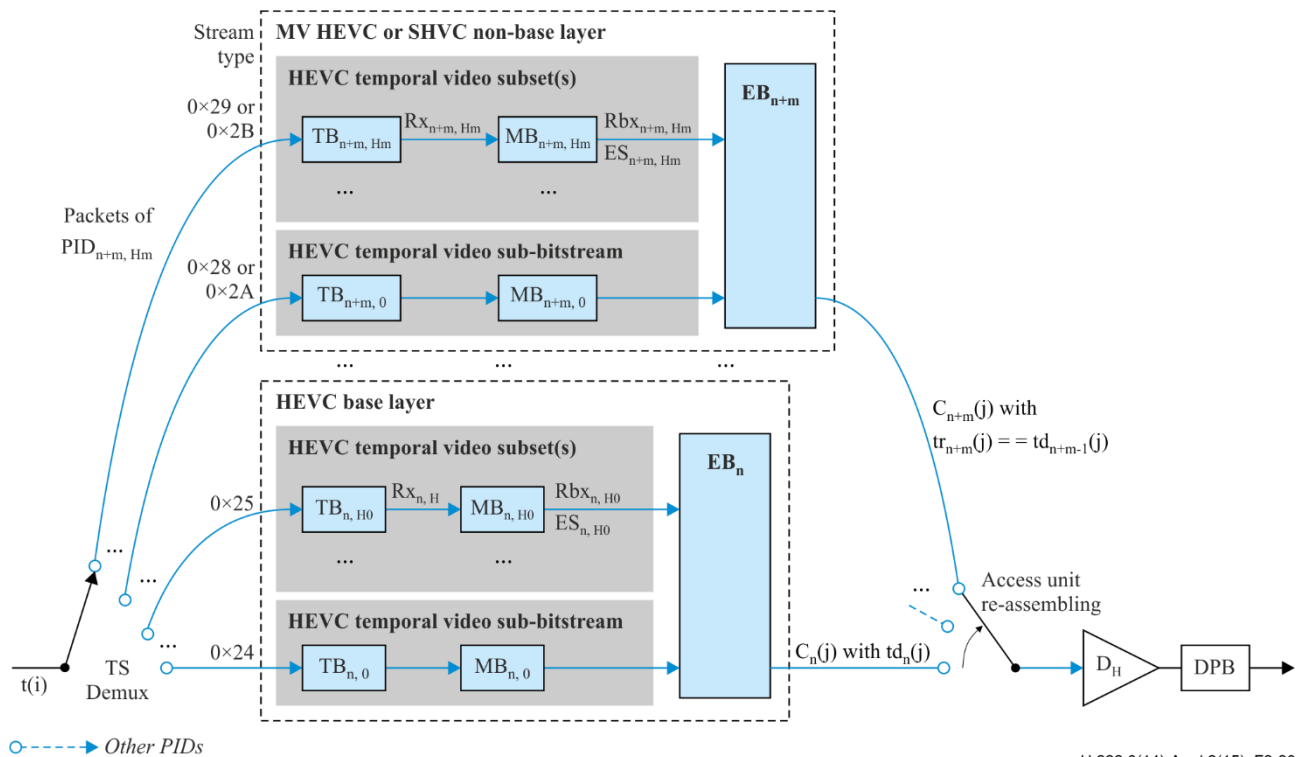 Stream
type
MV HEVC or SHVC non-base layer
HEVC temporal video subset(s)
EBn+m
0×29 or
0×2B
TBn+m, Hm
Rxn+m, Hm
MBn+m, Hm
Rbxn+m, Hm
ESn+m, Hm
...
...
Packets of
PIDn+m, Hm
HEVC temporal video sub-bitstream
0×28 or
0×2A
TBn+m, 0
MBn+m, 0
...
...
...
HEVC base layer
Cn+m(j) with
trn+m(j) = = tdn+m-1(j)
HEVC temporal video subset(s)
EBn
0×25
TBn, H0
Rxn, H
MBn, H0
Rbxn, H0
ESn, H0
...
...
...
...
...
...
Access unit
re-assembling
HEVC temporal video sub-bitstream
0×24
TBn, 0
MBn, 0
Cn(j) with tdn(j)
t(i)
TS
Demux
DH
DPB
Other PIDs